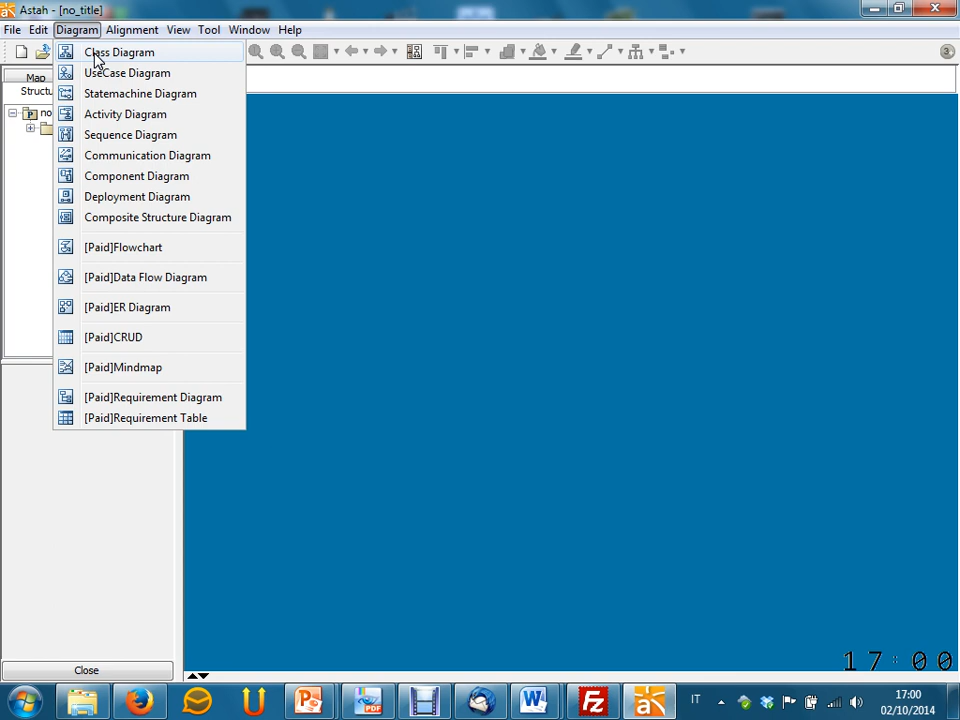 Astah - [no_title]
File Edit Diagram Alignment View Tool Window Help
Class Diagram
UseCase Diagram
Statemachine Diagram
Activity Diagram
Sequence Diagram
Communication Diagram
Component Diagram
Deployment Diagram
Composite Structure Diagram
[Paid]Flowchart
[Paid]Data Flow Diagram
[Paid]ER Diagram
[Paid]CRUD
[Paid]Mindmap
[Paid]Requirement Diagram
[Paid]Requirement Table
Map
Structu
no
Close
17:00
IT
17:00
02/10/2014